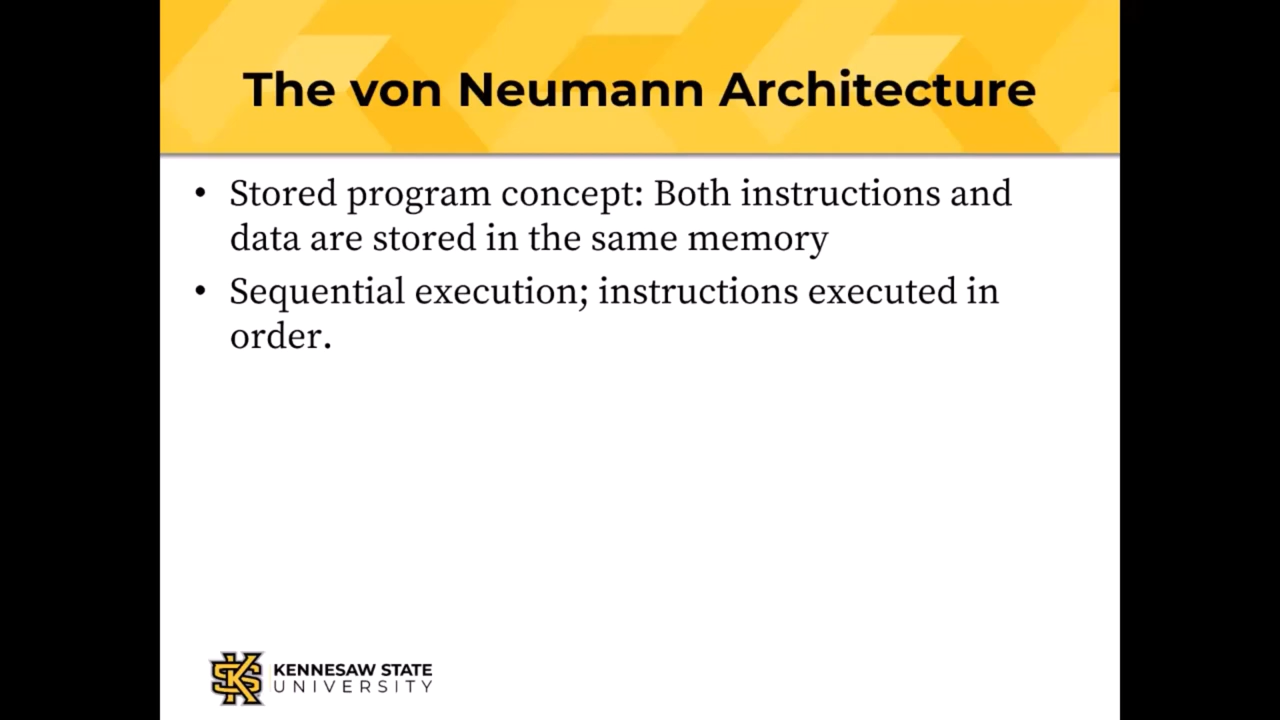 The von Neumann Architecture
• Stored program concept: Both instructions and
data are stored in the same memory
• Sequential execution; instructions executed in
order.
KENNESAW STATE
UNIVERSITY